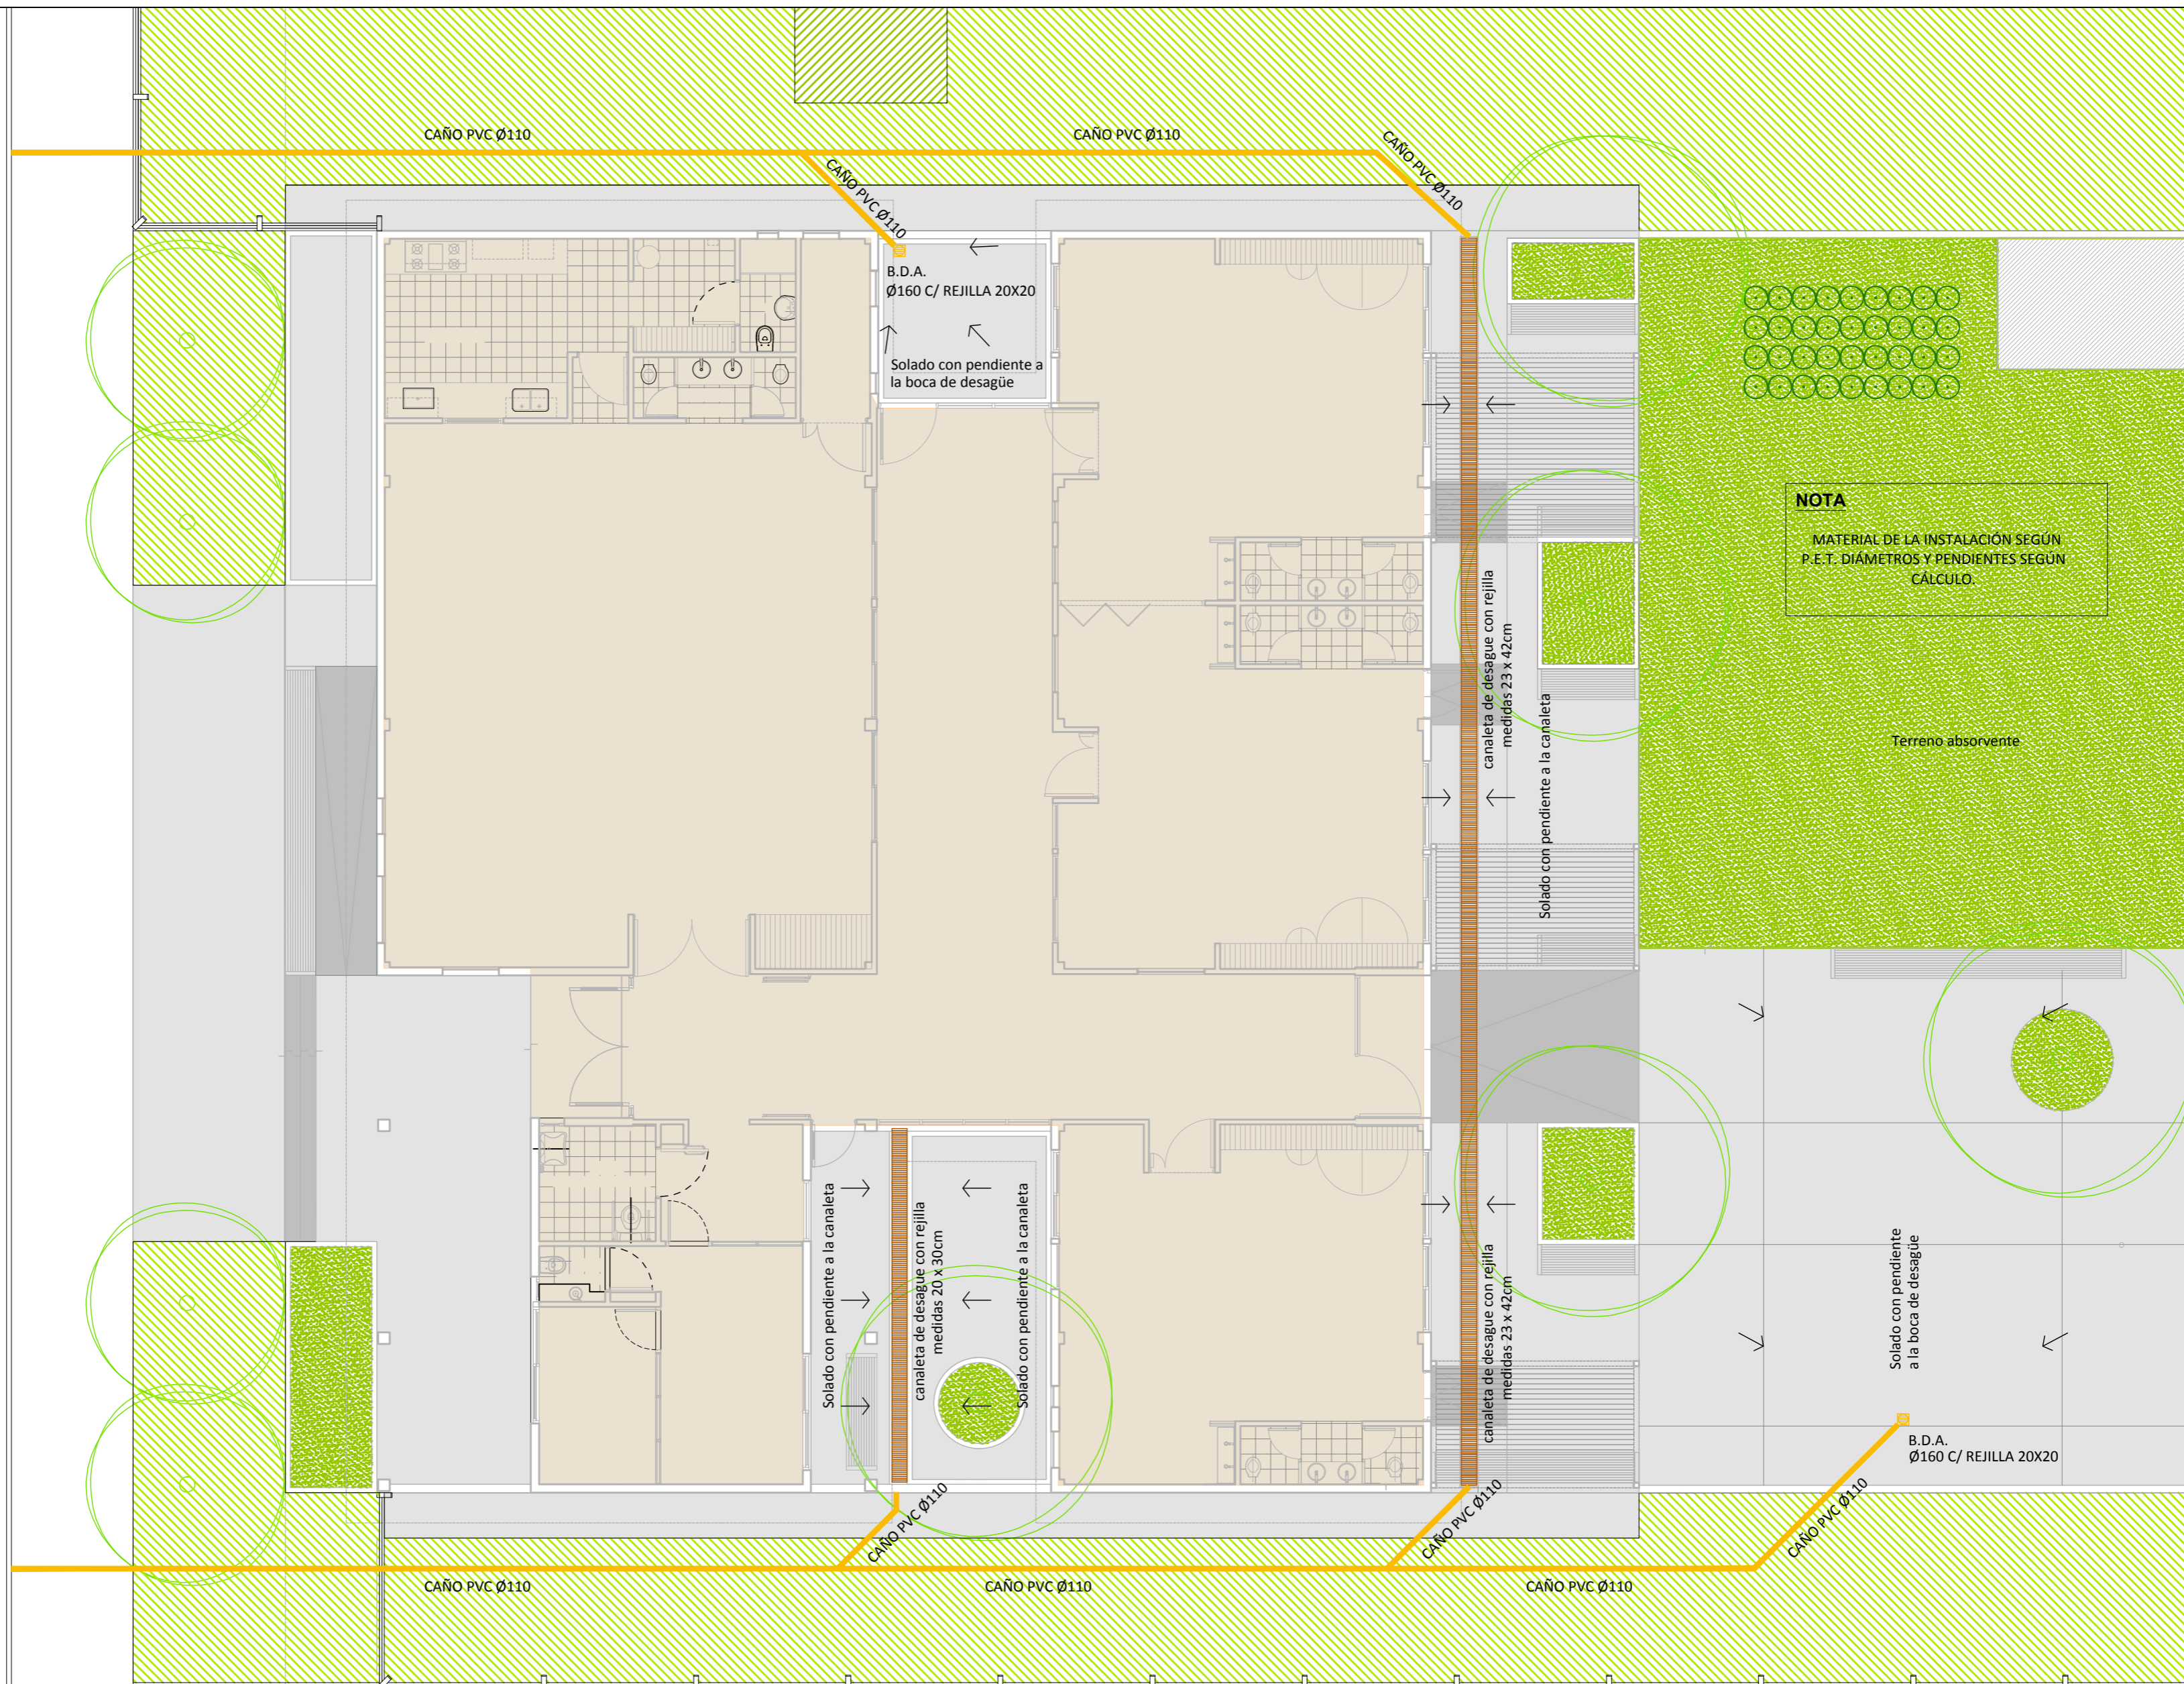 CAÑO PVC Ø110
CAÑO PVC Ø110
CAÑO PVC Ø110
CAÑO PVC Ø110
B.D.A.
Ø160 C/ REJILLA 20X20
Solado con pendiente a
la boca de desagüe
NOTA
MATERIAL DE LA INSTALACIÓN SEGÚN
P.E.T. DIÁMETROS Y PENDIENTES SEGÚN
CÁLCULO.
canaleta de desague con rejilla
medidas 23 x 42cm
Solado con pendiente a la canaleta
Terreno absorvente
Solado con pendiente a la canaleta
canaleta de desague con rejilla
medidas 20 x 30cm
Solado con pendiente a la canaleta
canaleta de desague con rejilla
medidas 23 x 42cm
Solado con pendiente
a la boca de desagüe
B.D.A.
Ø160 C/ REJILLA 20X20
CAÑO PVC Ø110
CAÑO PVC Ø110
CAÑO PVC Ø110
CAÑO PVC Ø110
CAÑO PVC Ø110
CAÑO PVC Ø110